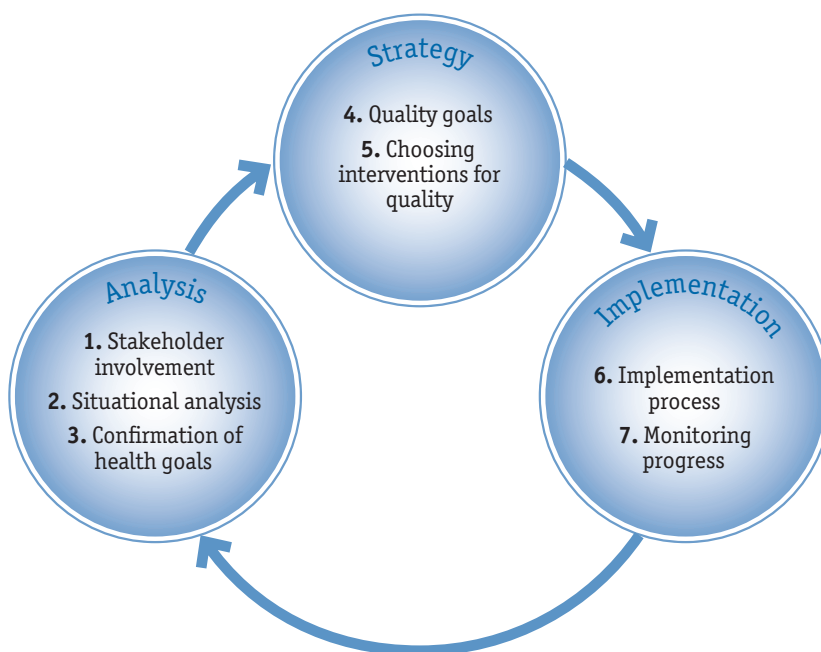 Strategy
4. Quality goals
5. Choosing
interventions for
quality
Analysis
1. Stakeholder
involvement
2. Situational analysis
3. Confirmation of
health goals
Implementation
6. Implementation
process
7. Monitoring
progress